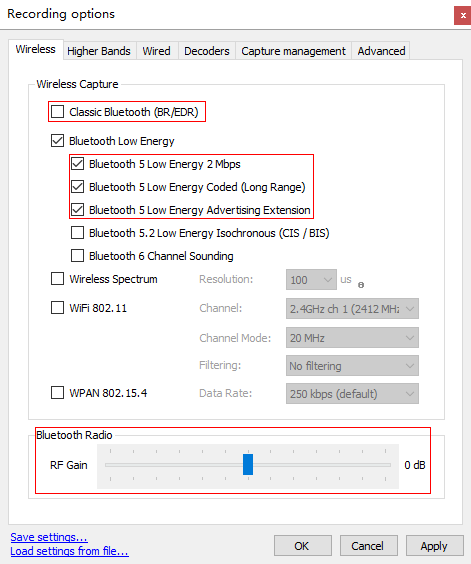 Recording options
x
Wireless Higher Bands Wired Decoders Capture management Advanced
Wireless Capture
Classic Bluetooth (BR/EDR)
Bluetooth Low Energy
Bluetooth 5 Low Energy 2 Mbps
Bluetooth 5 Low Energy Coded (Long Range)
Bluetooth 5 Low Energy Advertising Extension
Bluetooth 5.2 Low Energy Isochronous (CIS / BIS)
Bluetooth 6 Channel Sounding
Wireless Spectrum Resolution: 100 us
WiFi 802.11 Channel: 2.4GHz ch 1 (2412 MHz
Channel Mode: 20 MHz
Filtering: No filtering
WPAN 802.15.4 Data Rate: 250 kbps (default)
Bluetooth Radio
RF Gain 0 dB
Save settings...
Load settings from file...
OK Cancel Apply